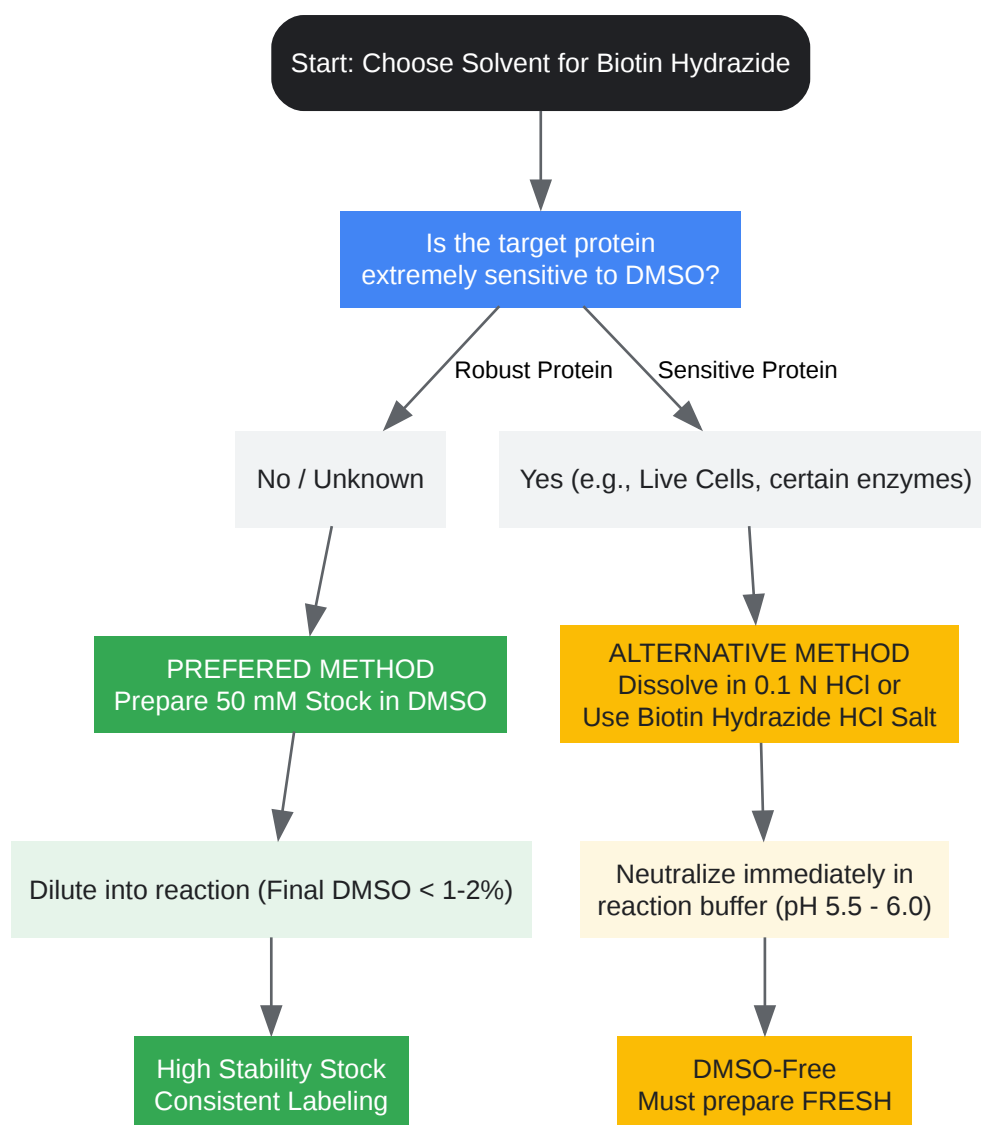 Start: Choose Solvent for Biotin Hydrazide
Is the target protein
extremely sensitive to DMSO?
Robust Protein
Sensitive Protein
No / Unknown
Yes (e.g., Live Cells, certain enzymes)
PREFERED METHOD
Prepare 50 mM Stock in DMSO
ALTERNATIVE METHOD
Dissolve in 0.1 N HCl or
Use Biotin Hydrazide HCl Salt
Dilute into reaction (Final DMSO < 1-2%)
Neutralize immediately in
reaction buffer (pH 5.5 - 6.0)
High Stability Stock
Consistent Labeling
DMSO-Free
Must prepare FRESH